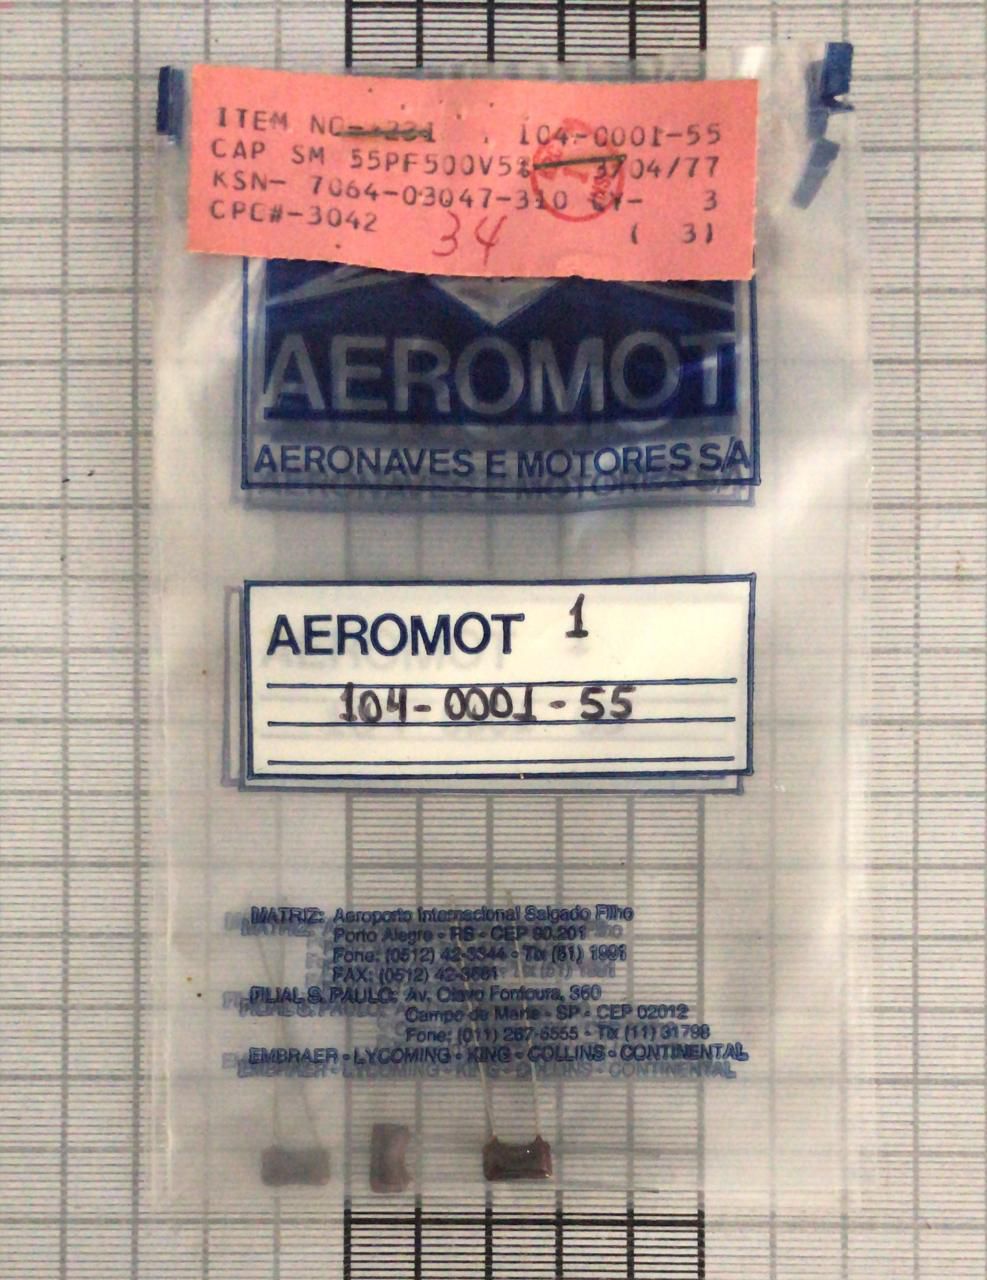 ITEM NO 104-0001-55
CAP SM 55PF500V5% 04/77
KSN- 7064-03047-310 3
CPC#-3042 34 ( 3)
AEROMOT
AERONAVES E MOTORES S/A
AEROMOT 1
104-0001-55
MATRIZ: Aeroporto Internacional Salgado Filho
Porto Alegre - RS - CEP 90.201
Fone: (0512) 42-3344 - Tlx (51) 1991
FAX: (0512)
FILIAL S. PAULO: Av. Olavo Fontoura, 360
Campo de Marte - SP - CEP 02012
Fone: (011) 267-5555 - Tlx (11) 31798
EMBRAER - LYCOMING - KING - COLLINS - CONTINENTAL